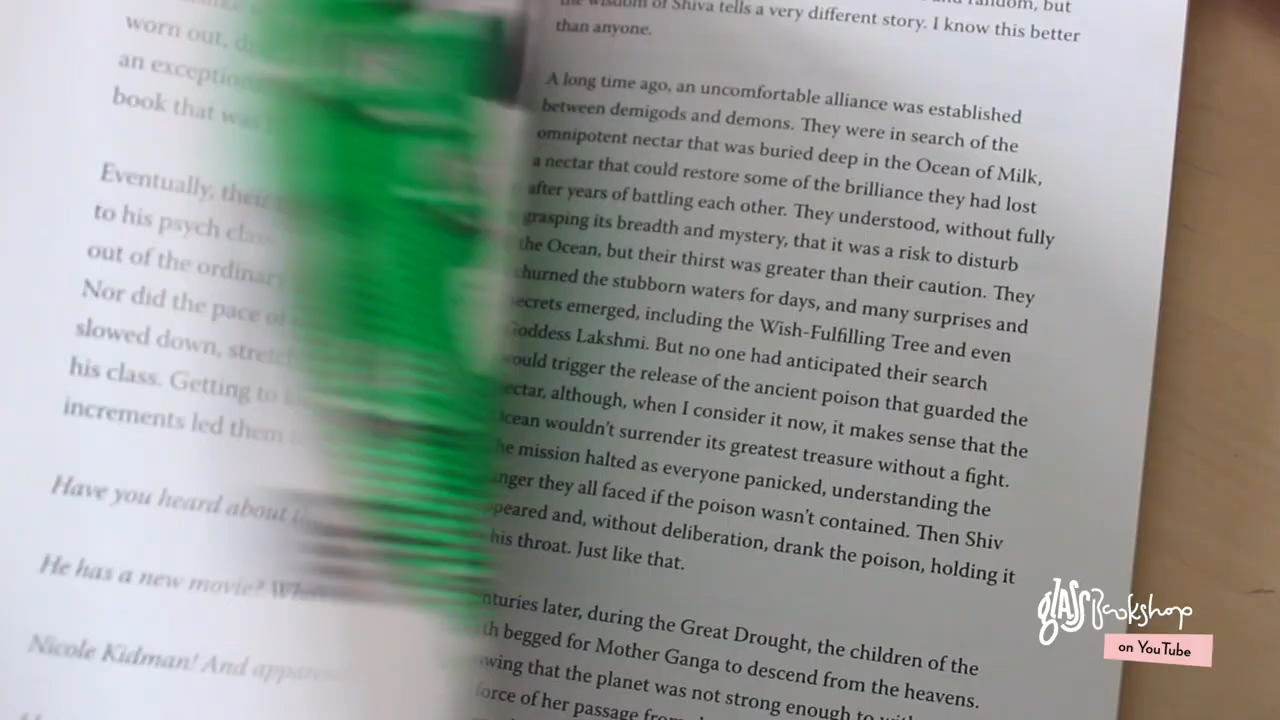 worn out,
an exception
book that was
Eventually, their
to his psych class
out of the ordinary
Nor did the pace of
slowed down,
his class. Getting to
increments led them
Have you heard about
He has a new movie?
Nicole Kidman! And
random, but
the wisdom of Shiva tells a very different story. I know this better
than anyone.
A long time ago, an uncomfortable alliance was established
between demigods and demons. They were in search of the
omnipotent nectar that was buried deep in the Ocean of Milk,
a nectar that could restore some of the brilliance they had lost
after years of battling each other. They understood, without fully
grasping its breadth and mystery, that it was a risk to disturb
the Ocean, but their thirst was greater than their caution. They
churned the stubborn waters for days, and many surprises and
secrets emerged, including the Wish-Fulfilling Tree and even
Goddess Lakshmi. But no one had anticipated their search
would trigger the release of the ancient poison that guarded the
nectar, although, when I consider it now, it makes sense that the
Ocean wouldn't surrender its greatest treasure without a fight.
The mission halted as everyone panicked, understanding the
danger they all faced if the poison wasn't contained. Then Shiv
appeared and, without deliberation, drank the poison, holding it
his throat. Just like that.
centuries later, during the Great Drought, the children of the
begged for Mother Ganga to descend from the heavens.
that the planet was not strong enough to
force of her passage from
glass Bookshop
on YouTube